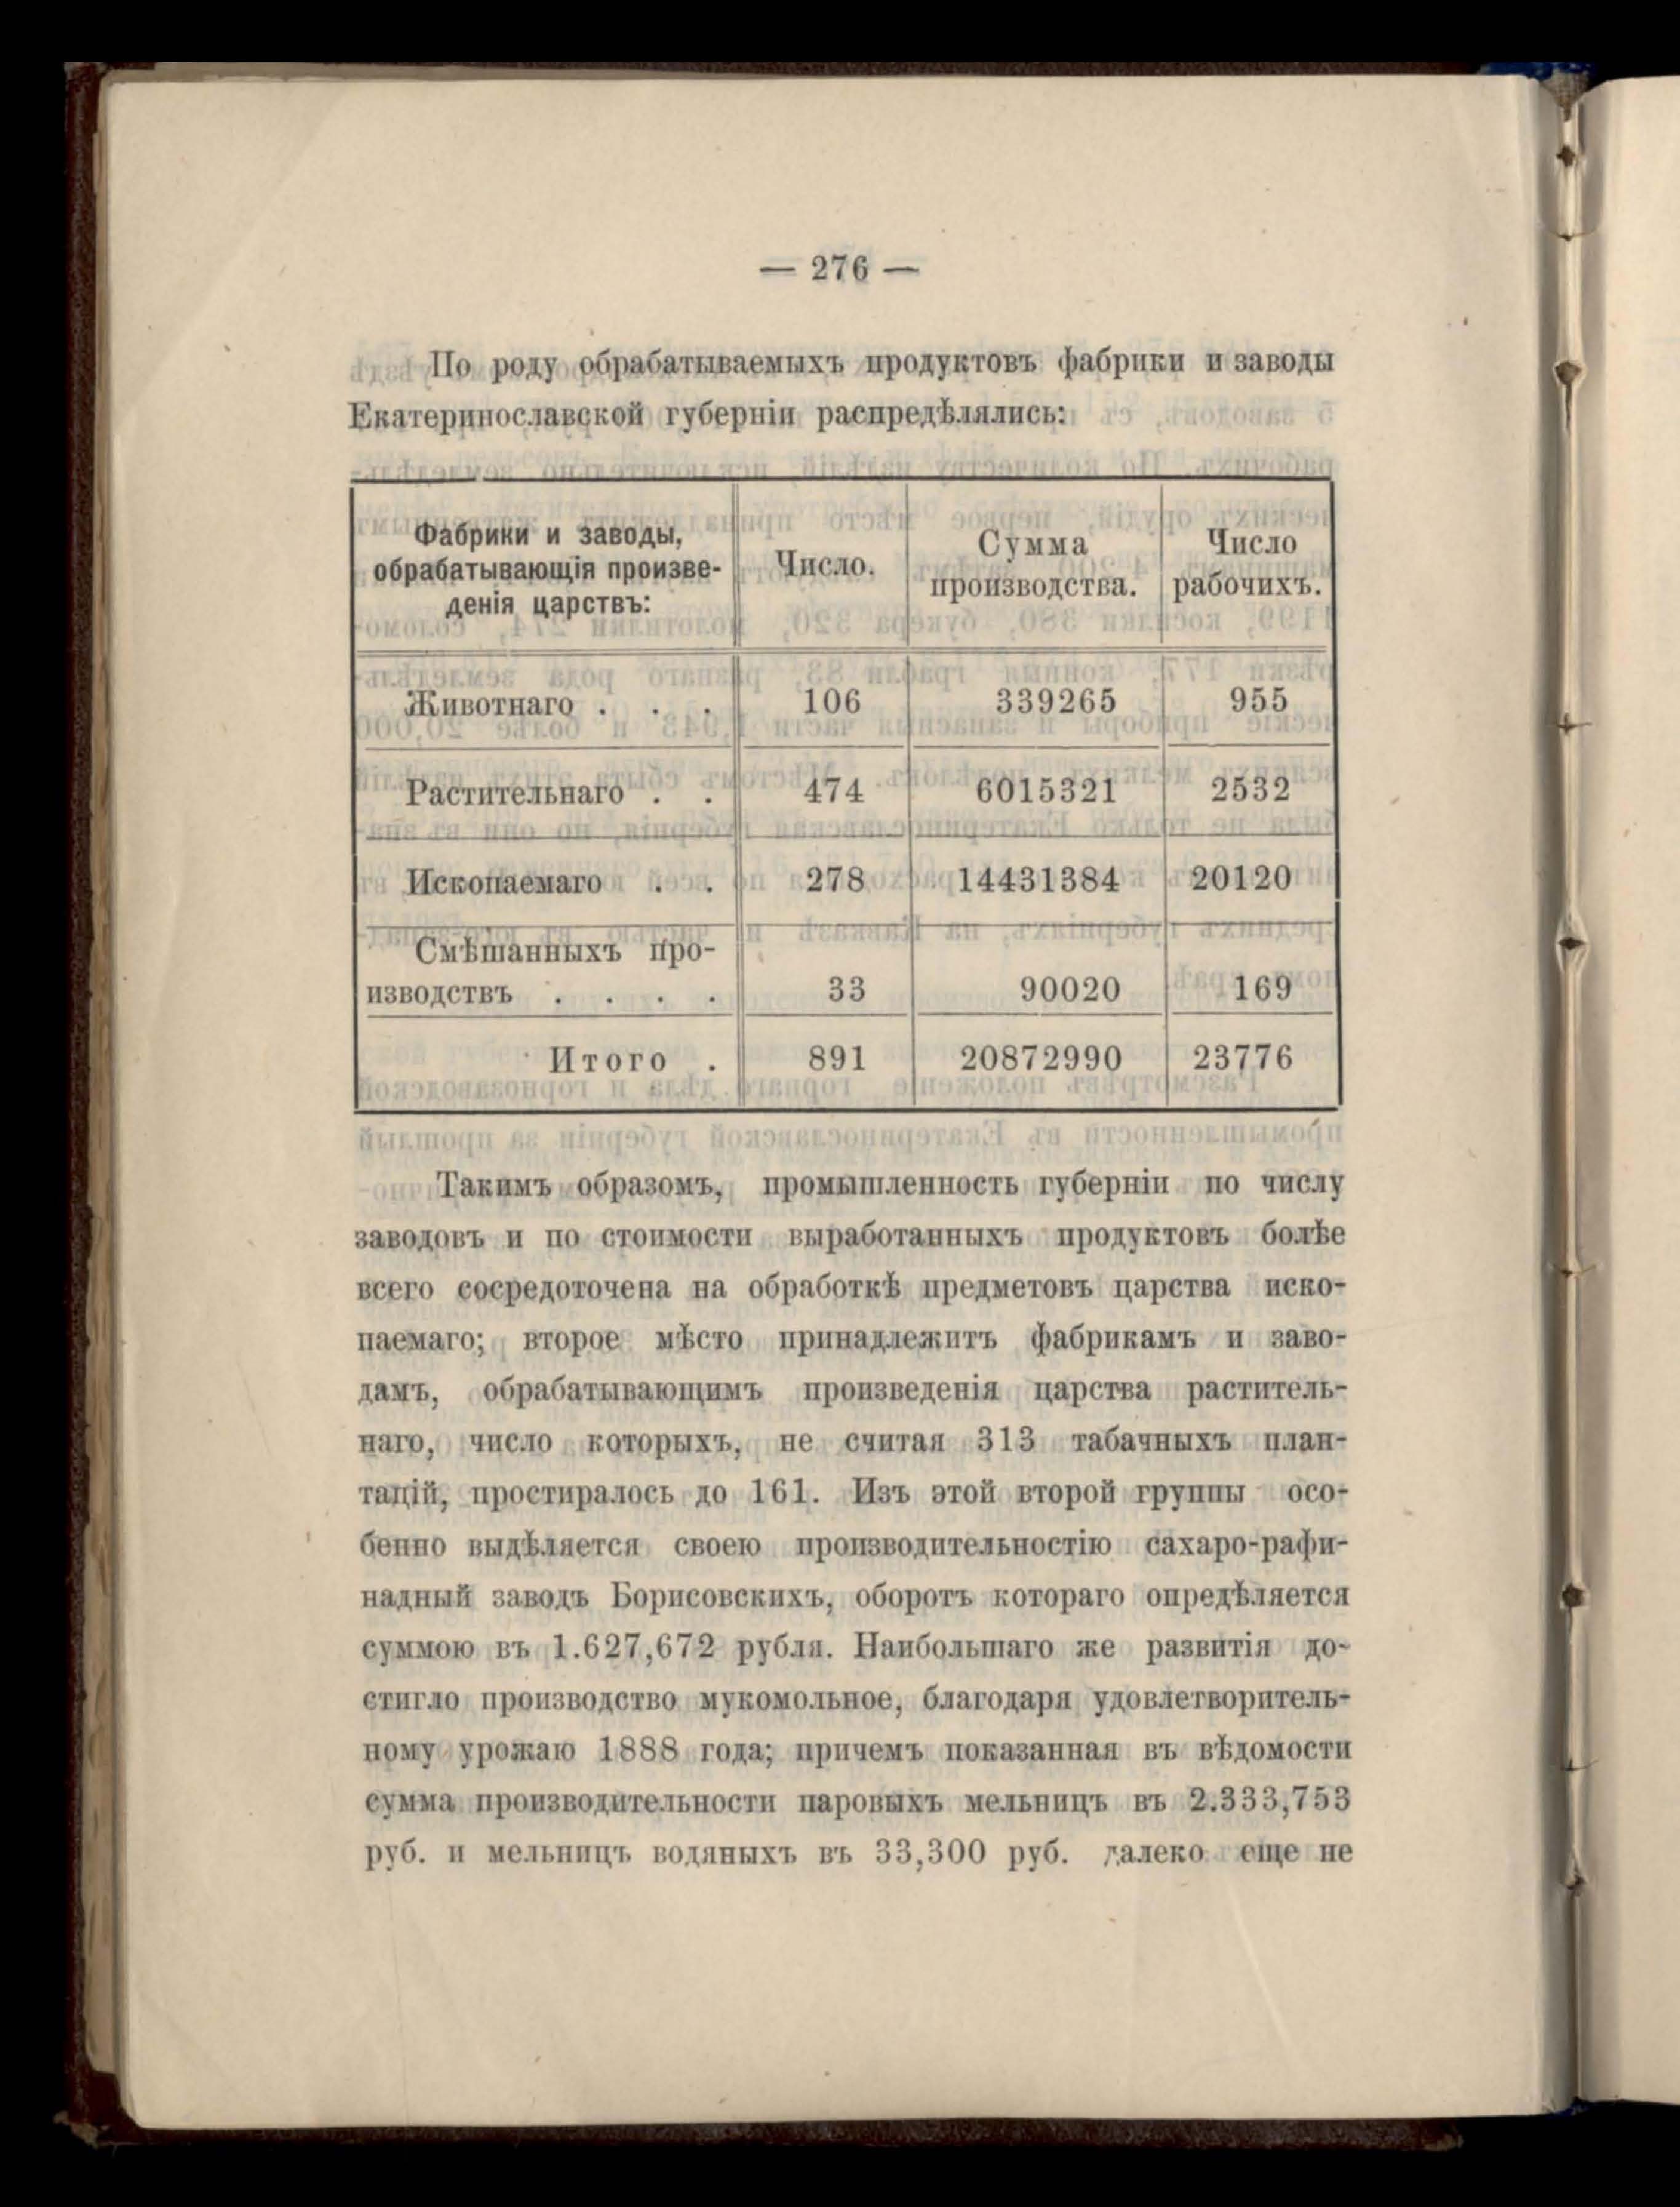 — 276 —
По роду обрабатываемыхъ продуктовъ фабрики и заводы
Екатеринославской губерніи распредѣлялись:
Фабрики и заводы, обрабатывающія произве-денія царствъ: Число. Сумма производства. Число рабочихъ.
Животнаго . . . 106 339265 955
Растительнаго . . 474 6015321 2532
Ископаемаго . . 278 14431384 20120
Смѣшанныхъ про-
изводствъ . . . . 33 90020 169
Итого . 891 20872990 23776
Такимъ образомъ, промышленность губерніи по числу
заводовъ и по стоимости выработанныхъ продуктовъ болѣе
всего сосредоточена на обработкѣ предметовъ царства иско-
паемаго; второе мѣсто принадлежитъ фабрикамъ и заво-
дамъ, обрабатывающимъ произведенія царства раститель-
наго, число которыхъ, не считая 313 табачныхъ план-
тацій, простиралось до 161. Изъ этой второй группы осо-
бенно выдѣляется своею производительностію сахаро-рафи-
надный заводъ Борисовскихъ, оборотъ котораго опредѣляется
суммою въ 1.627,672 рубля. Наибольшаго же развитія до-
стигло производство мукомольное, благодаря удовлетворитель-
ному урожаю 1888 года; причемъ показанная въ вѣдомости
сумма производительности паровыхъ мельницъ въ 2.333,753
руб. и мельницъ водяныхъ въ 33,300 руб. далеко еще не